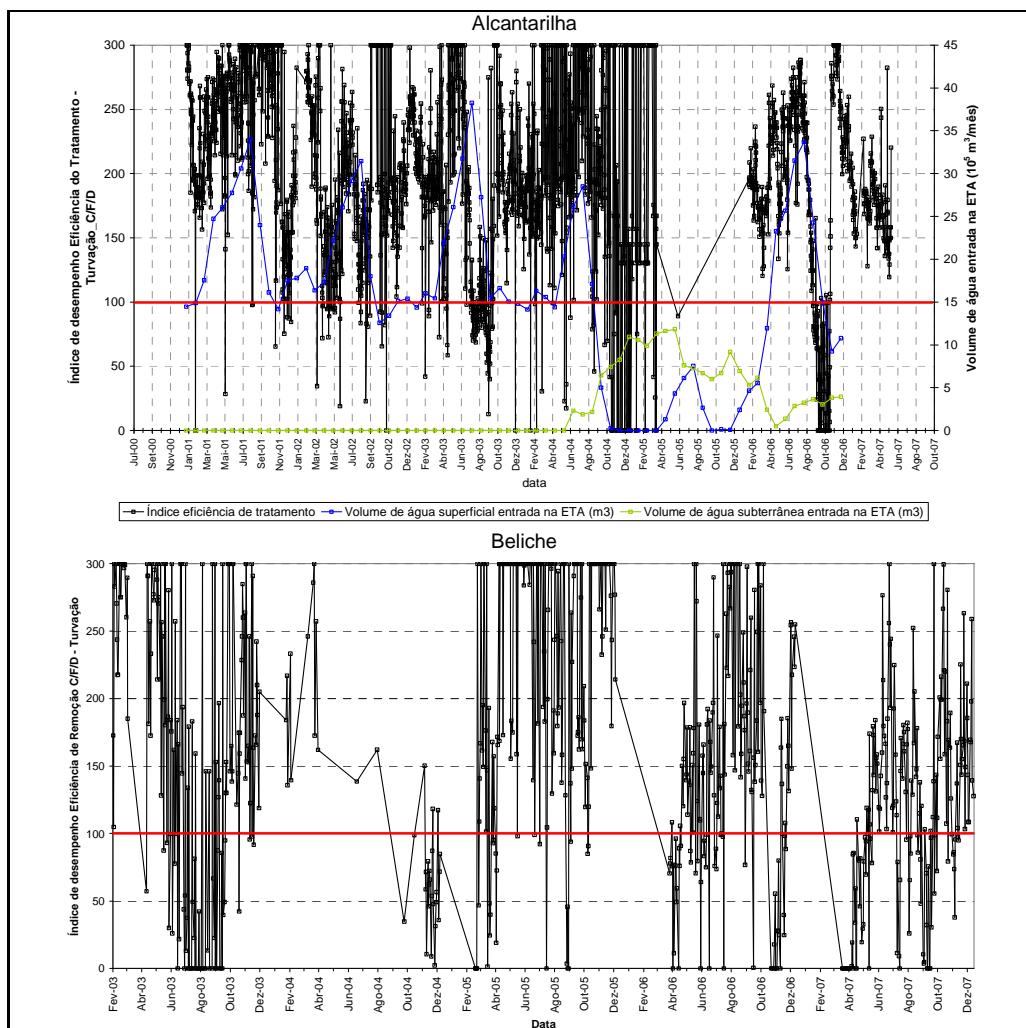 Alcantarilha
300
250
200
150
100
50
0
45
40
35
30
25
20
15
10
5
0
Índice de desempenho Eficiência do Tratamento -
Turvação_C/F/D
Volume de água entrada na ETA (10⁵ m³/mês)
Jul-00
Set-00
Nov-00
Jan-01
Mar-01
Mai-01
Jul-01
Set-01
Nov-01
Jan-02
Mar-02
Mai-02
Jul-02
Set-02
Out-02
Dez-02
Fev-03
Abr-03
Jun-03
Ago-03
Out-03
Dez-03
Fev-04
Abr-04
Jun-04
Ago-04
Out-04
Dez-04
Fev-05
Abr-05
Jun-05
Ago-05
Out-05
Dez-05
Fev-06
Abr-06
Jun-06
Ago-06
Out-06
Dez-06
Fev-07
Abr-07
Jun-07
Ago-07
Out-07
data
Índice eficiência de tratamento
Volume de água superficial entrada na ETA (m3)
Volume de água subterrânea entrada na ETA (m3)
Beliche
300
250
200
150
100
50
0
Índice de desempenho Eficiência de Remoção C/F/D - Turvação
Fev-03
Abr-03
Jun-03
Ago-03
Out-03
Dez-03
Fev-04
Abr-04
Jun-04
Ago-04
Out-04
Dez-04
Fev-05
Abr-05
Jun-05
Ago-05
Out-05
Dez-05
Fev-06
Abr-06
Jun-06
Ago-06
Out-06
Dez-06
Fev-07
Abr-07
Jun-07
Ago-07
Out-07
Dez-07
Data